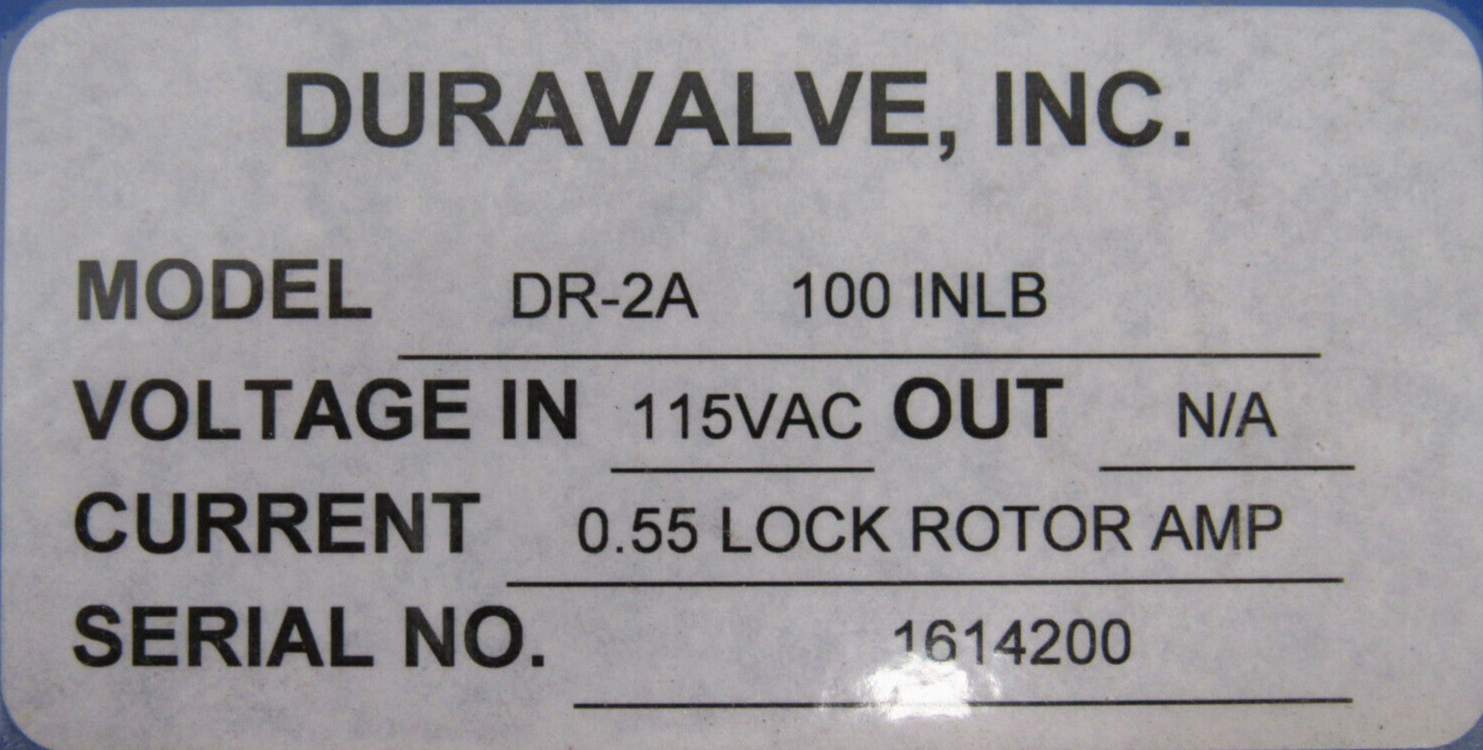 DURAVALVE, INC.
MODEL DR-2A 100 INLB
VOLTAGE IN 115VAC OUT N/A
CURRENT 0.55 LOCK ROTOR AMP
SERIAL NO. 1614200